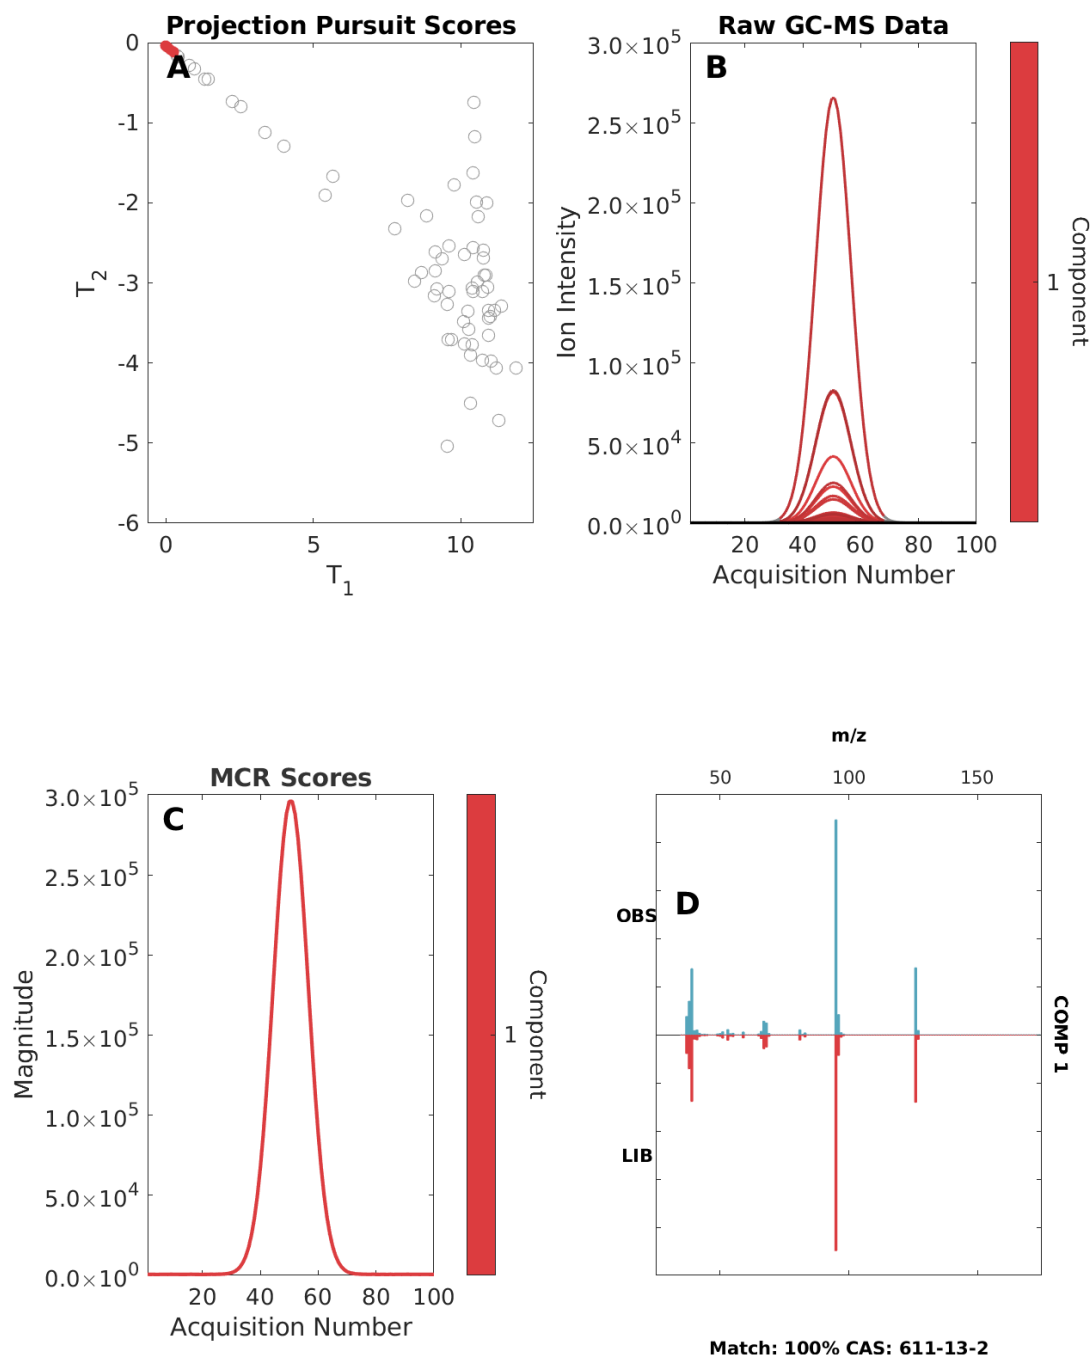 Projection Pursuit Scores
A
0
-1
-2
-3
-4
-5
-6
T2
0 5 10
T1
Raw GC-MS Data
B
3.0×10^5
2.5×10^5
2.0×10^5
1.5×10^5
1.0×10^5
5.0×10^4
0.0×10^0
Ion Intensity
20 40 60 80 100
Acquisition Number
1
Component
MCR Scores
C
3.0×10^5
2.5×10^5
2.0×10^5
1.5×10^5
1.0×10^5
5.0×10^4
0.0×10^0
Magnitude
20 40 60 80 100
Acquisition Number
1
Component
m/z
50 100 150
D
OBS
LIB
COMP 1
Match: 100% CAS: 611-13-2